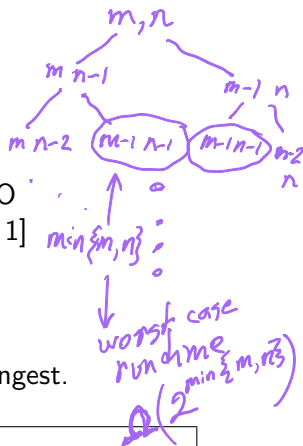 m, n
m n-1
m-1 n
m n-2
m-1 n-1
m-1 n-1
n-2
n
O
1]
min{m,n}
worst case
runtime
Ω(2^min{m,n})
ngest.